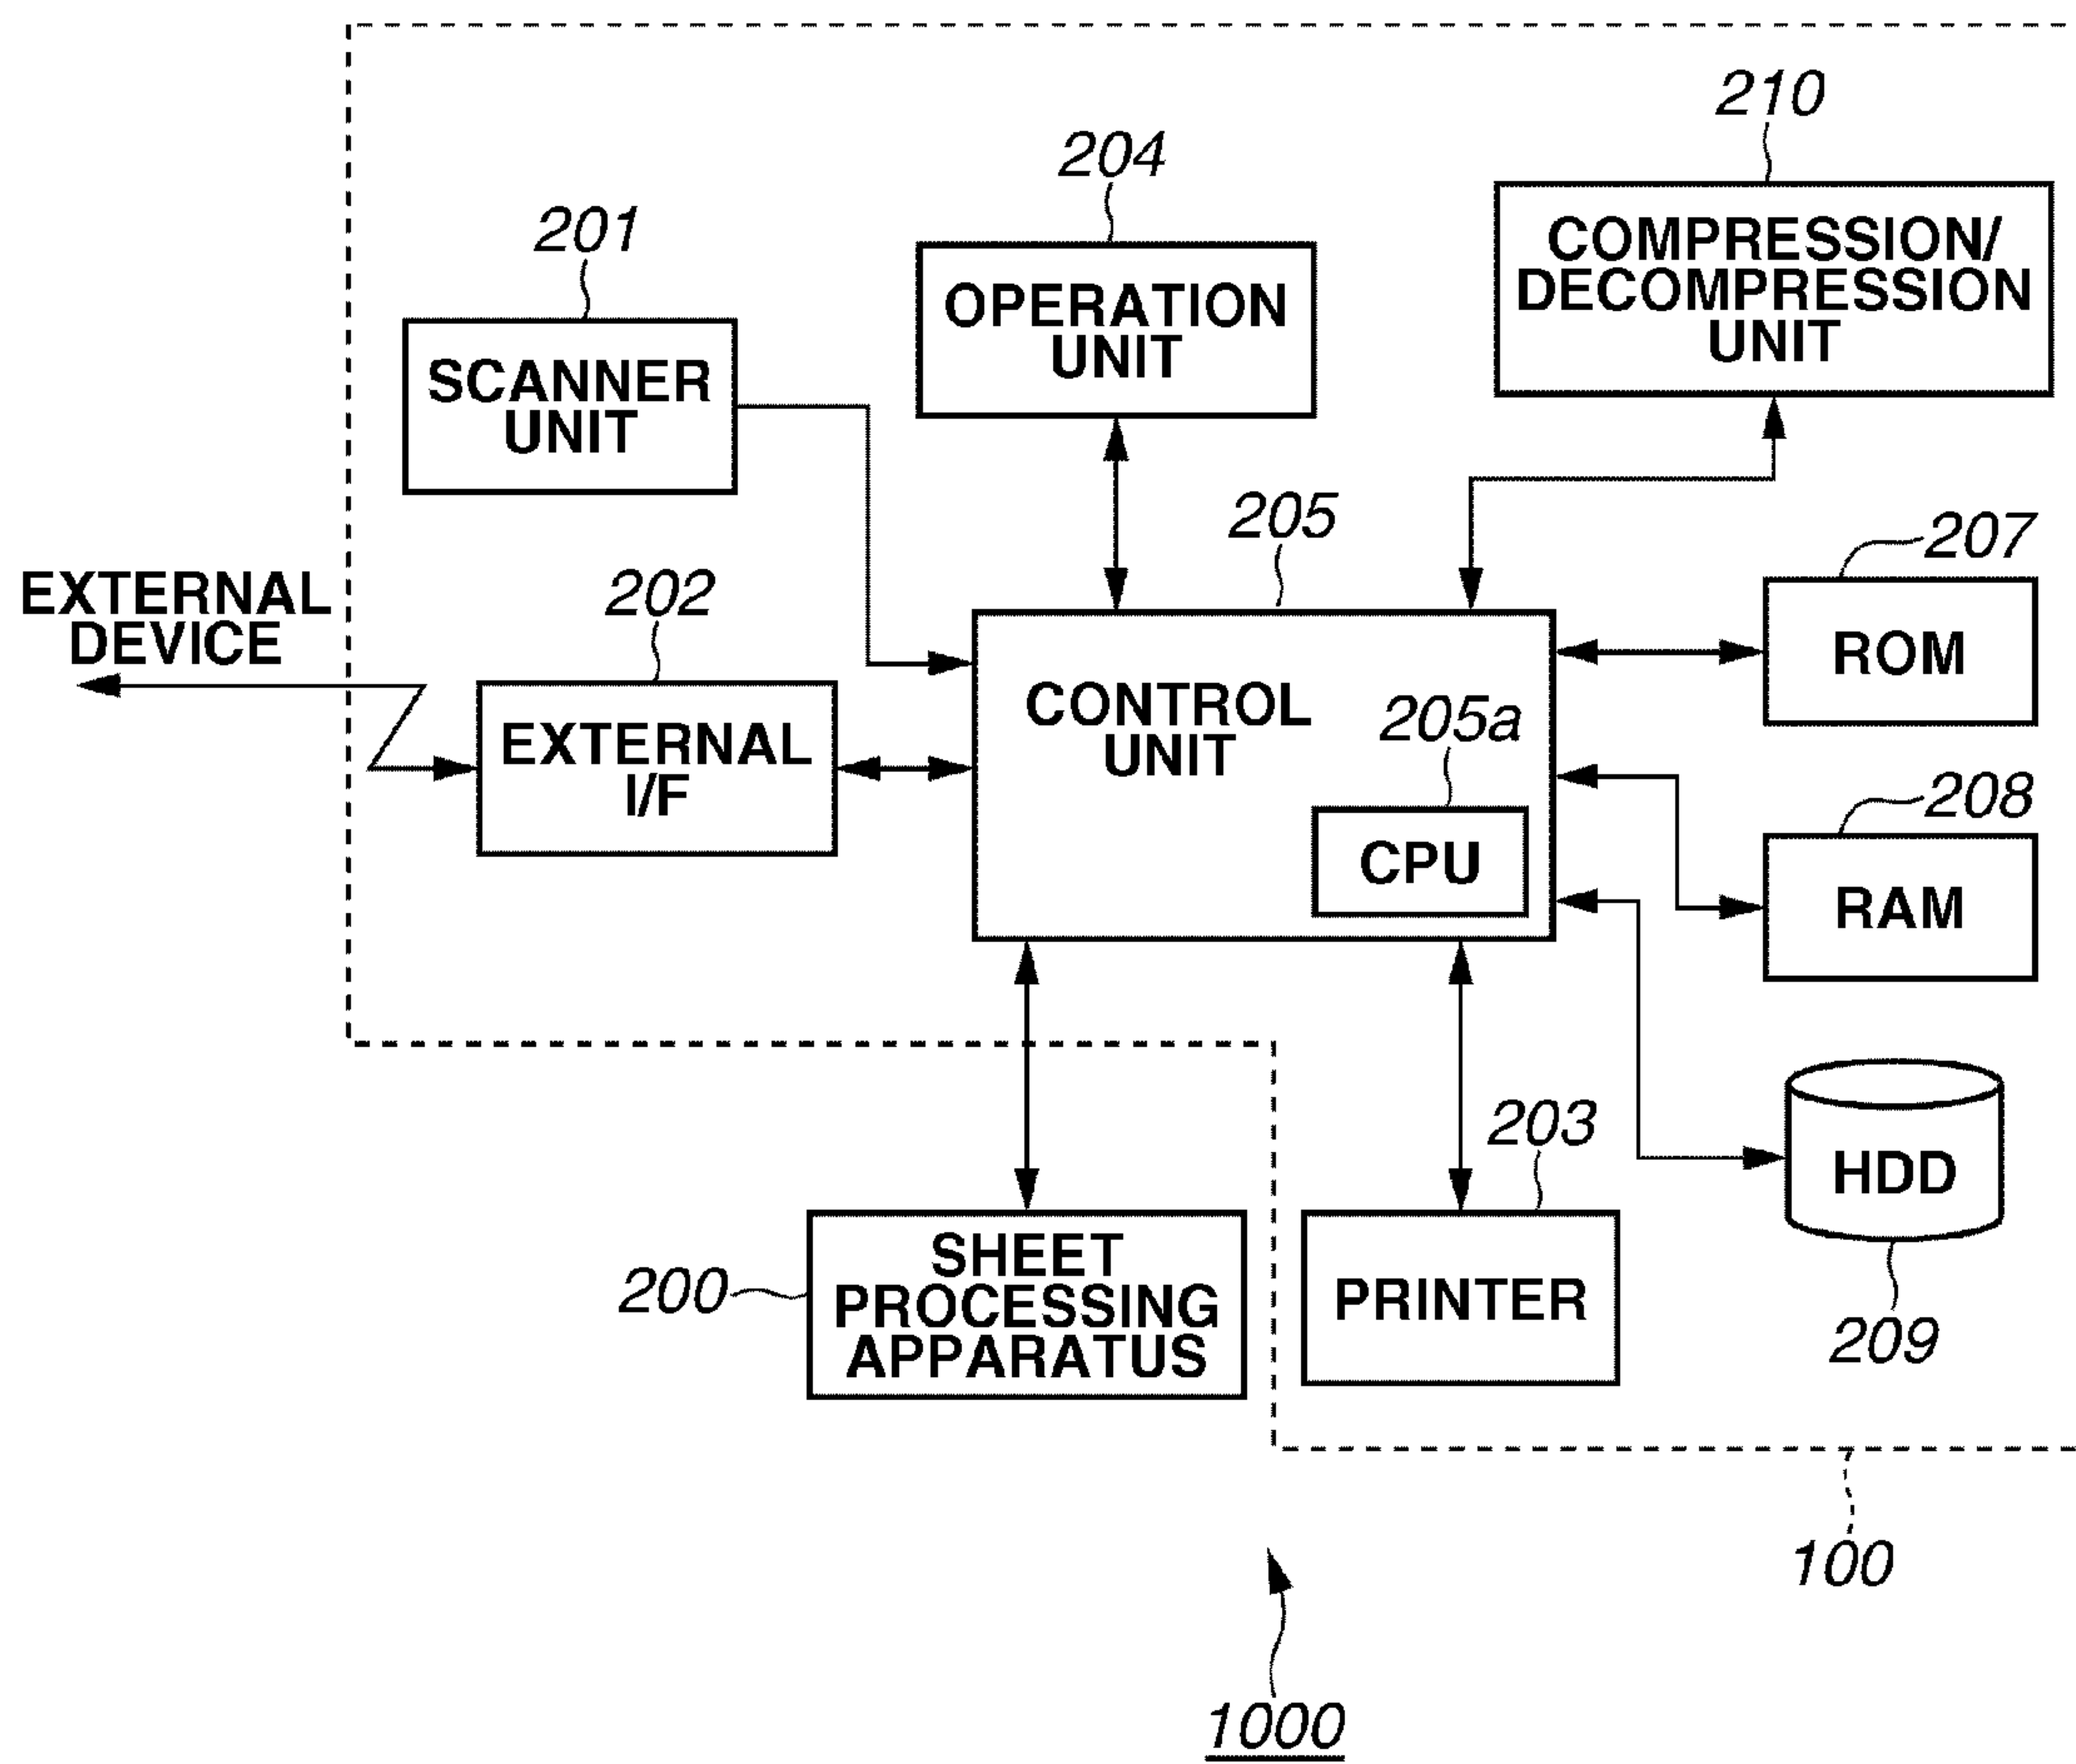 210
COMPRESSION/
DECOMPRESSION
UNIT
204
OPERATION
UNIT
201
SCANNER
UNIT
205
CONTROL
UNIT
205a
CPU
207
ROM
EXTERNAL
DEVICE
202
EXTERNAL
I/F
208
RAM
HDD
209
203
PRINTER
200
SHEET
PROCESSING
APPARATUS
100
1000